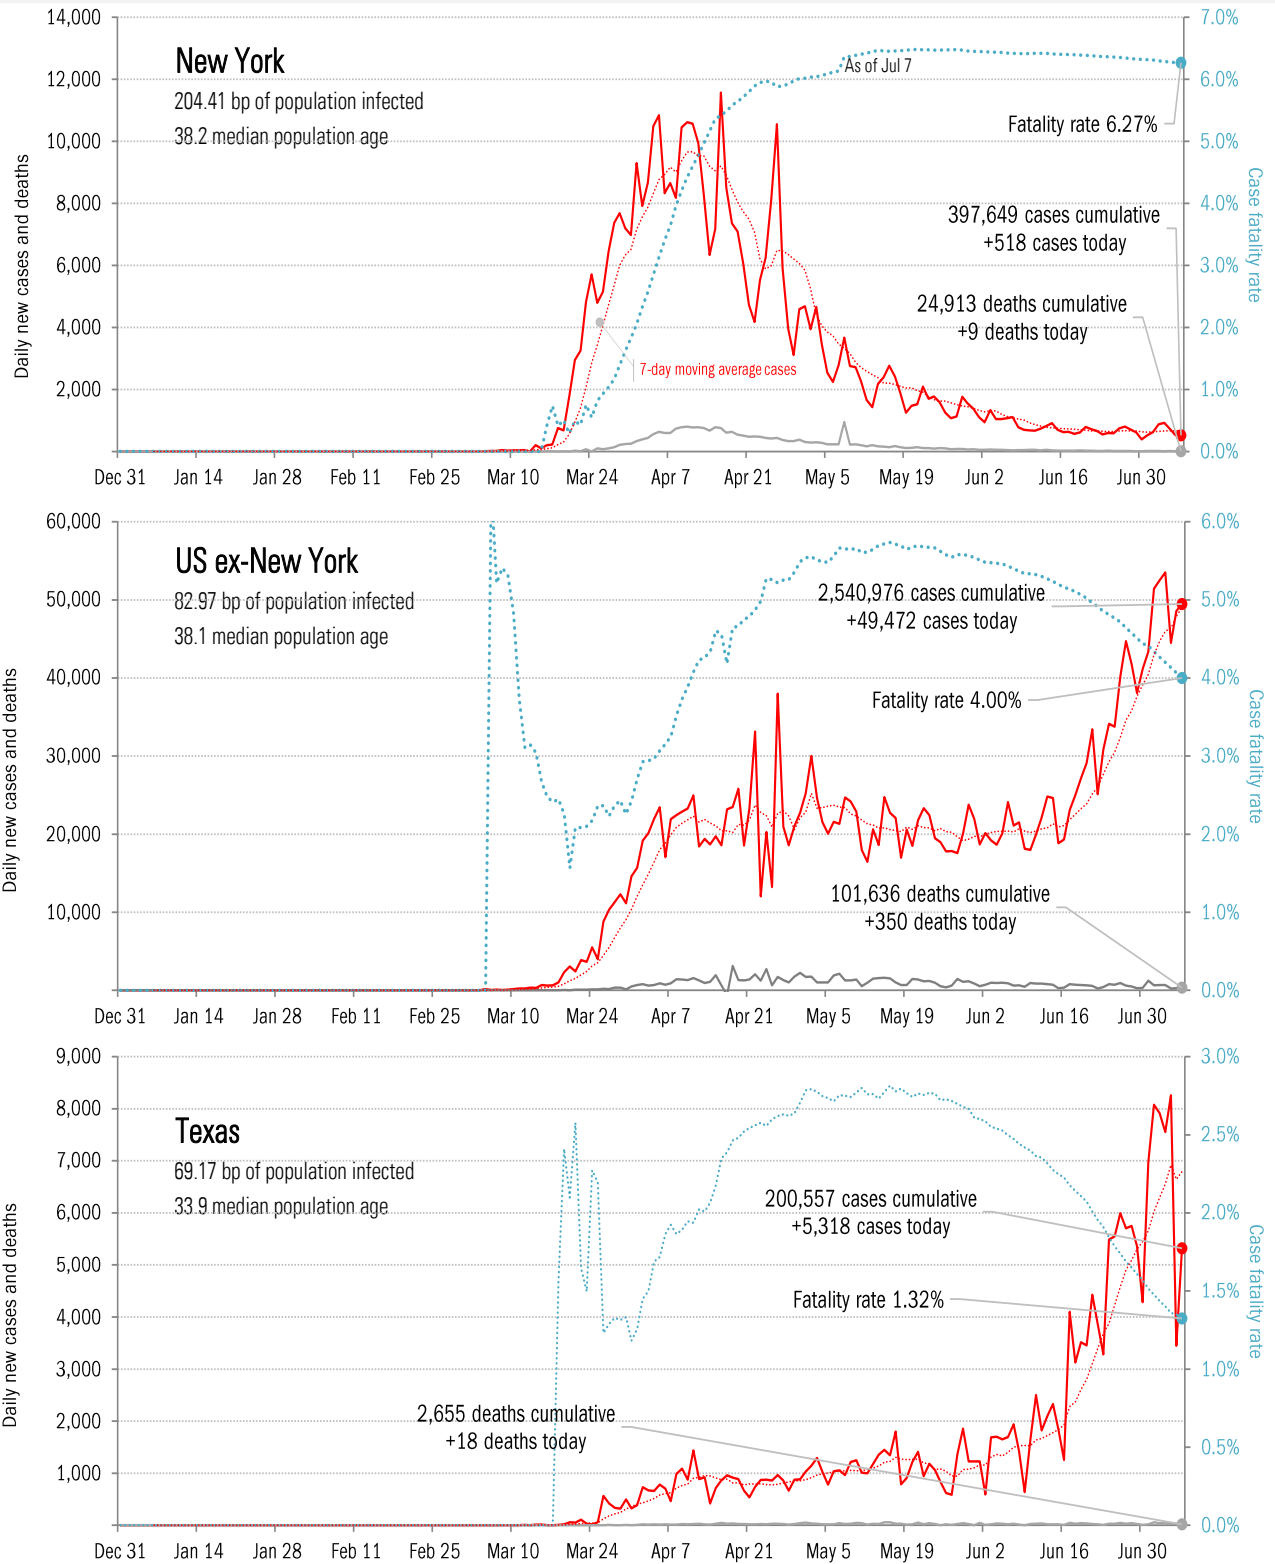 14,000
12,000
10,000
8,000
6,000
4,000
2,000
Daily new cases and deaths
New York
204.41 bp of population infected
38.2 median population age
As of Jul 7
Fatality rate 6.27%
397,649 cases cumulative
+518 cases today
24,913 deaths cumulative
+9 deaths today
7-day moving average cases
7.0%
6.0%
5.0%
4.0%
3.0%
2.0%
1.0%
0.0%
Case fatality rate
Dec 31 Jan 14 Jan 28 Feb 11 Feb 25 Mar 10 Mar 24 Apr 7 Apr 21 May 5 May 19 Jun 2 Jun 16 Jun 30
60,000
50,000
40,000
30,000
20,000
10,000
Daily new cases and deaths
US ex-New York
82.97 bp of population infected
38.1 median population age
2,540,976 cases cumulative
+49,472 cases today
Fatality rate 4.00%
101,636 deaths cumulative
+350 deaths today
6.0%
5.0%
4.0%
3.0%
2.0%
1.0%
0.0%
Case fatality rate
Dec 31 Jan 14 Jan 28 Feb 11 Feb 25 Mar 10 Mar 24 Apr 7 Apr 21 May 5 May 19 Jun 2 Jun 16 Jun 30
9,000
8,000
7,000
6,000
5,000
4,000
3,000
2,000
1,000
Daily new cases and deaths
Texas
69.17 bp of population infected
33.9 median population age
200,557 cases cumulative
+5,318 cases today
Fatality rate 1.32%
2,655 deaths cumulative
+18 deaths today
3.0%
2.5%
2.0%
1.5%
1.0%
0.5%
0.0%
Case fatality rate
Dec 31 Jan 14 Jan 28 Feb 11 Feb 25 Mar 10 Mar 24 Apr 7 Apr 21 May 5 May 19 Jun 2 Jun 16 Jun 30